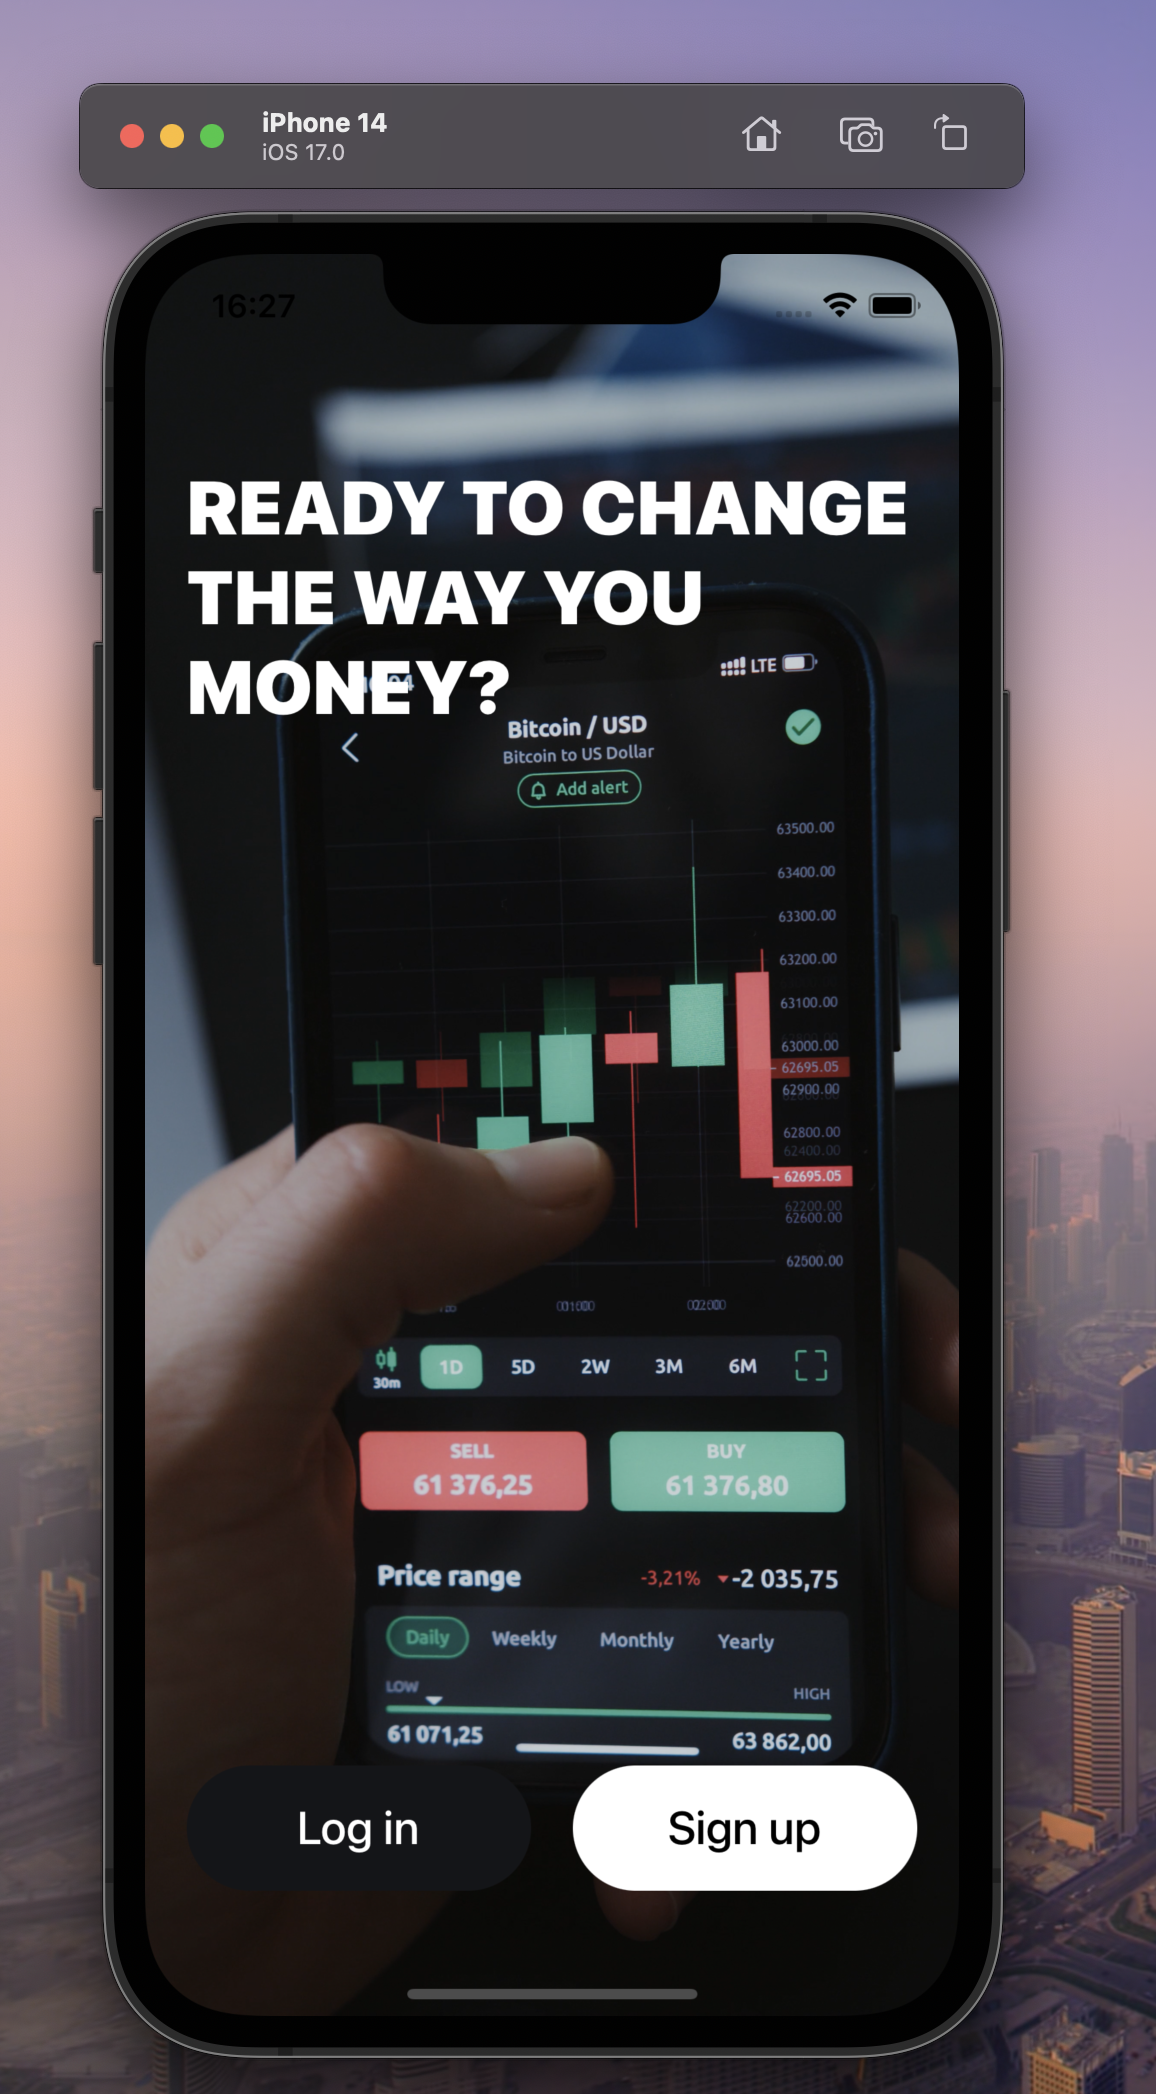 iPhone 14
iOS 17.0
16:27
READY TO CHANGE
THE WAY YOU
MONEY?
LTE
Bitcoin / USD
Bitcoin to US Dollar
Add alert
63500.00
63400.00
63300.00
63200.00
63100.00
63000.00
62695.05
62900.00
62800.00
62400.00
62695.05
62200.00
62600.00
62500.00
30m
1D 5D 2W 3M 6M
SELL BUY
61 376,25 61 376,80
Price range -3,21% -2 035,75
Daily Weekly Monthly Yearly
LOW HIGH
61 071,25 63 862,00
Log in Sign up